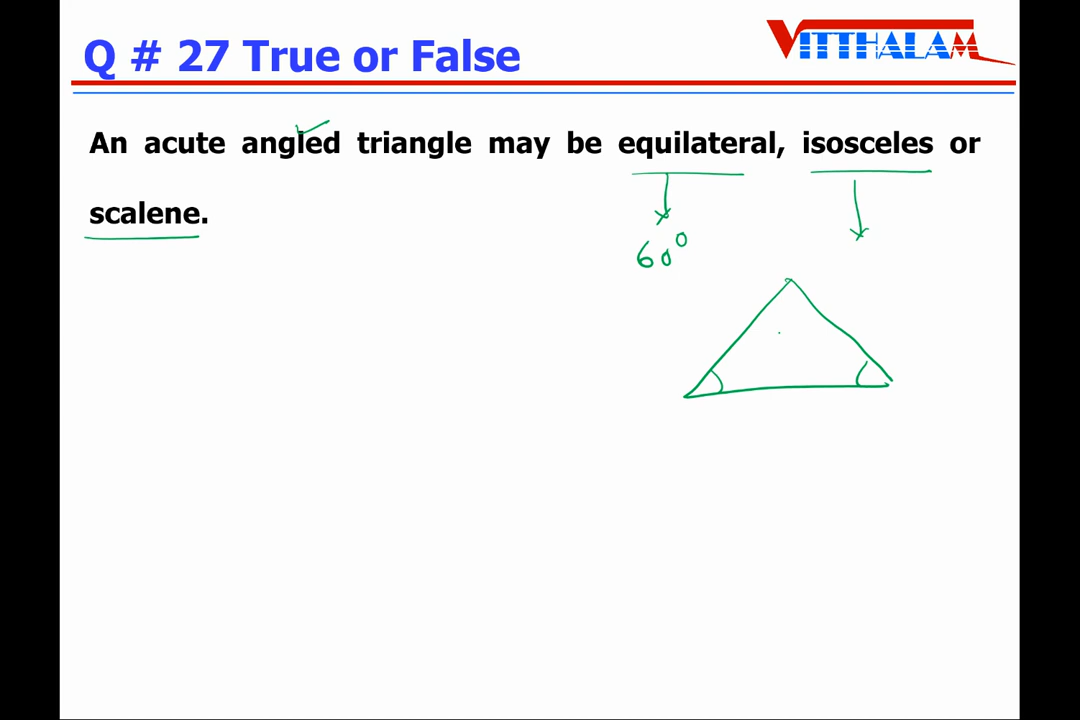 Q # 27 True or False
VITTHALAM
An acute angled triangle may be equilateral, isosceles or
scalene.
60°